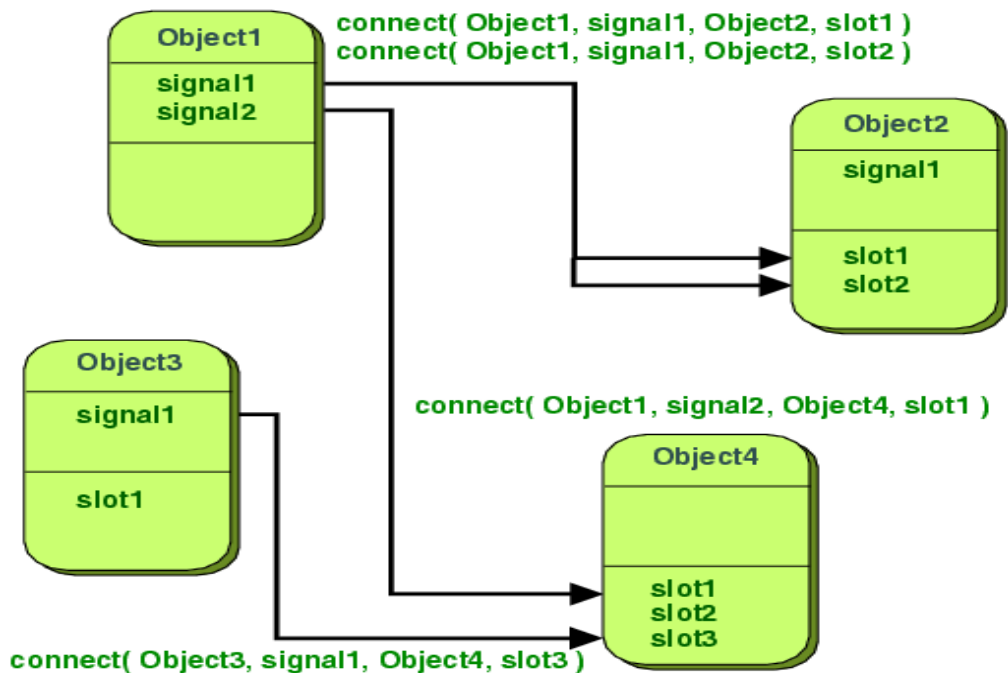 connect( Object1, signal1, Object2, slot1 )
connect( Object1, signal1, Object2, slot2 )
Object1
signal1
signal2
Object2
signal1
slot1
slot2
Object3
signal1
slot1
connect( Object1, signal2, Object4, slot1 )
Object4
slot1
slot2
slot3
connect( Object3, signal1, Object4, slot3 )